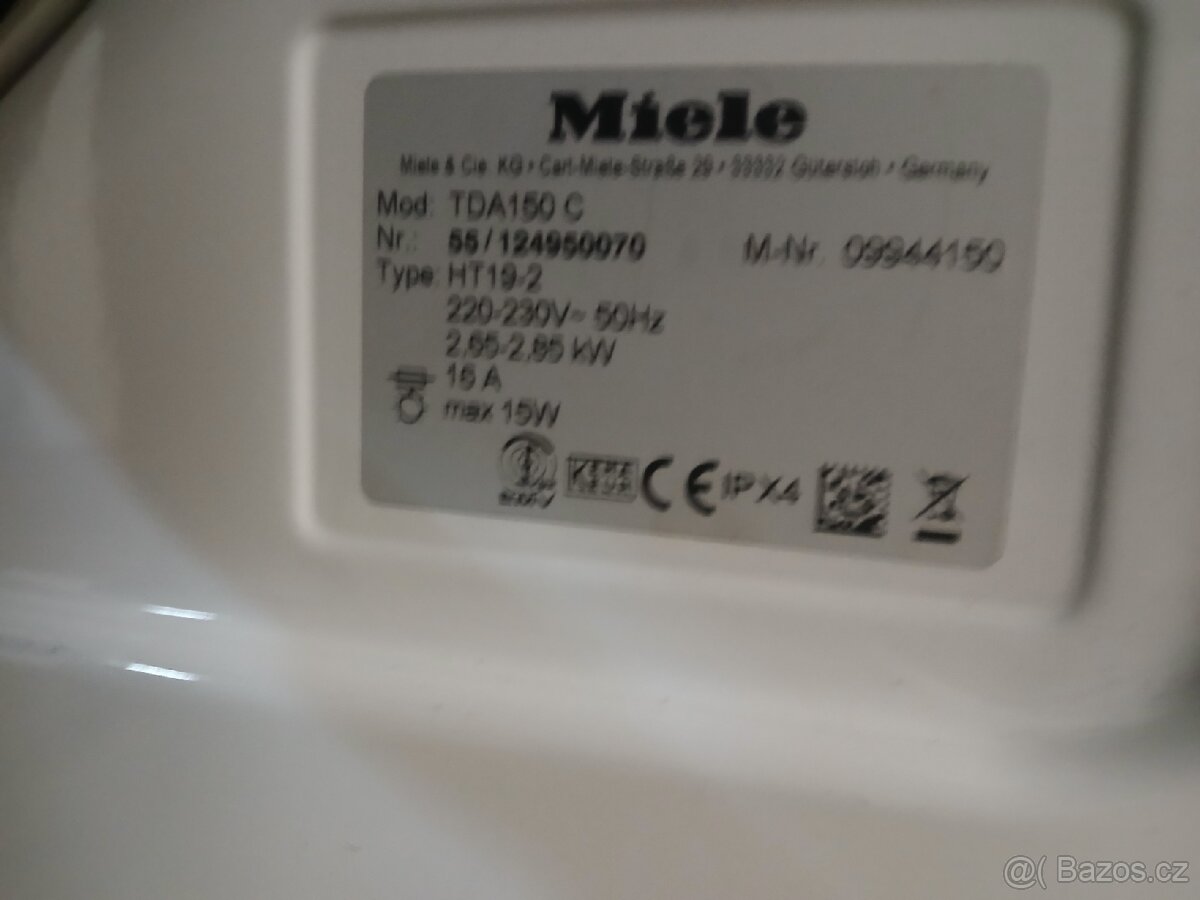 Miele
Miele & Cie. KG • Carl-Miele-Straße 29 • 33332 Gütersloh • Germany
Mod: TDA150 C
Nr.: 55/124950070 M-Nr. 09944150
Type: HT19-2
220-230V~ 50Hz
2,65-2,85 kW
16 A
max 15W
CE IPX4
@( Bazos.cz